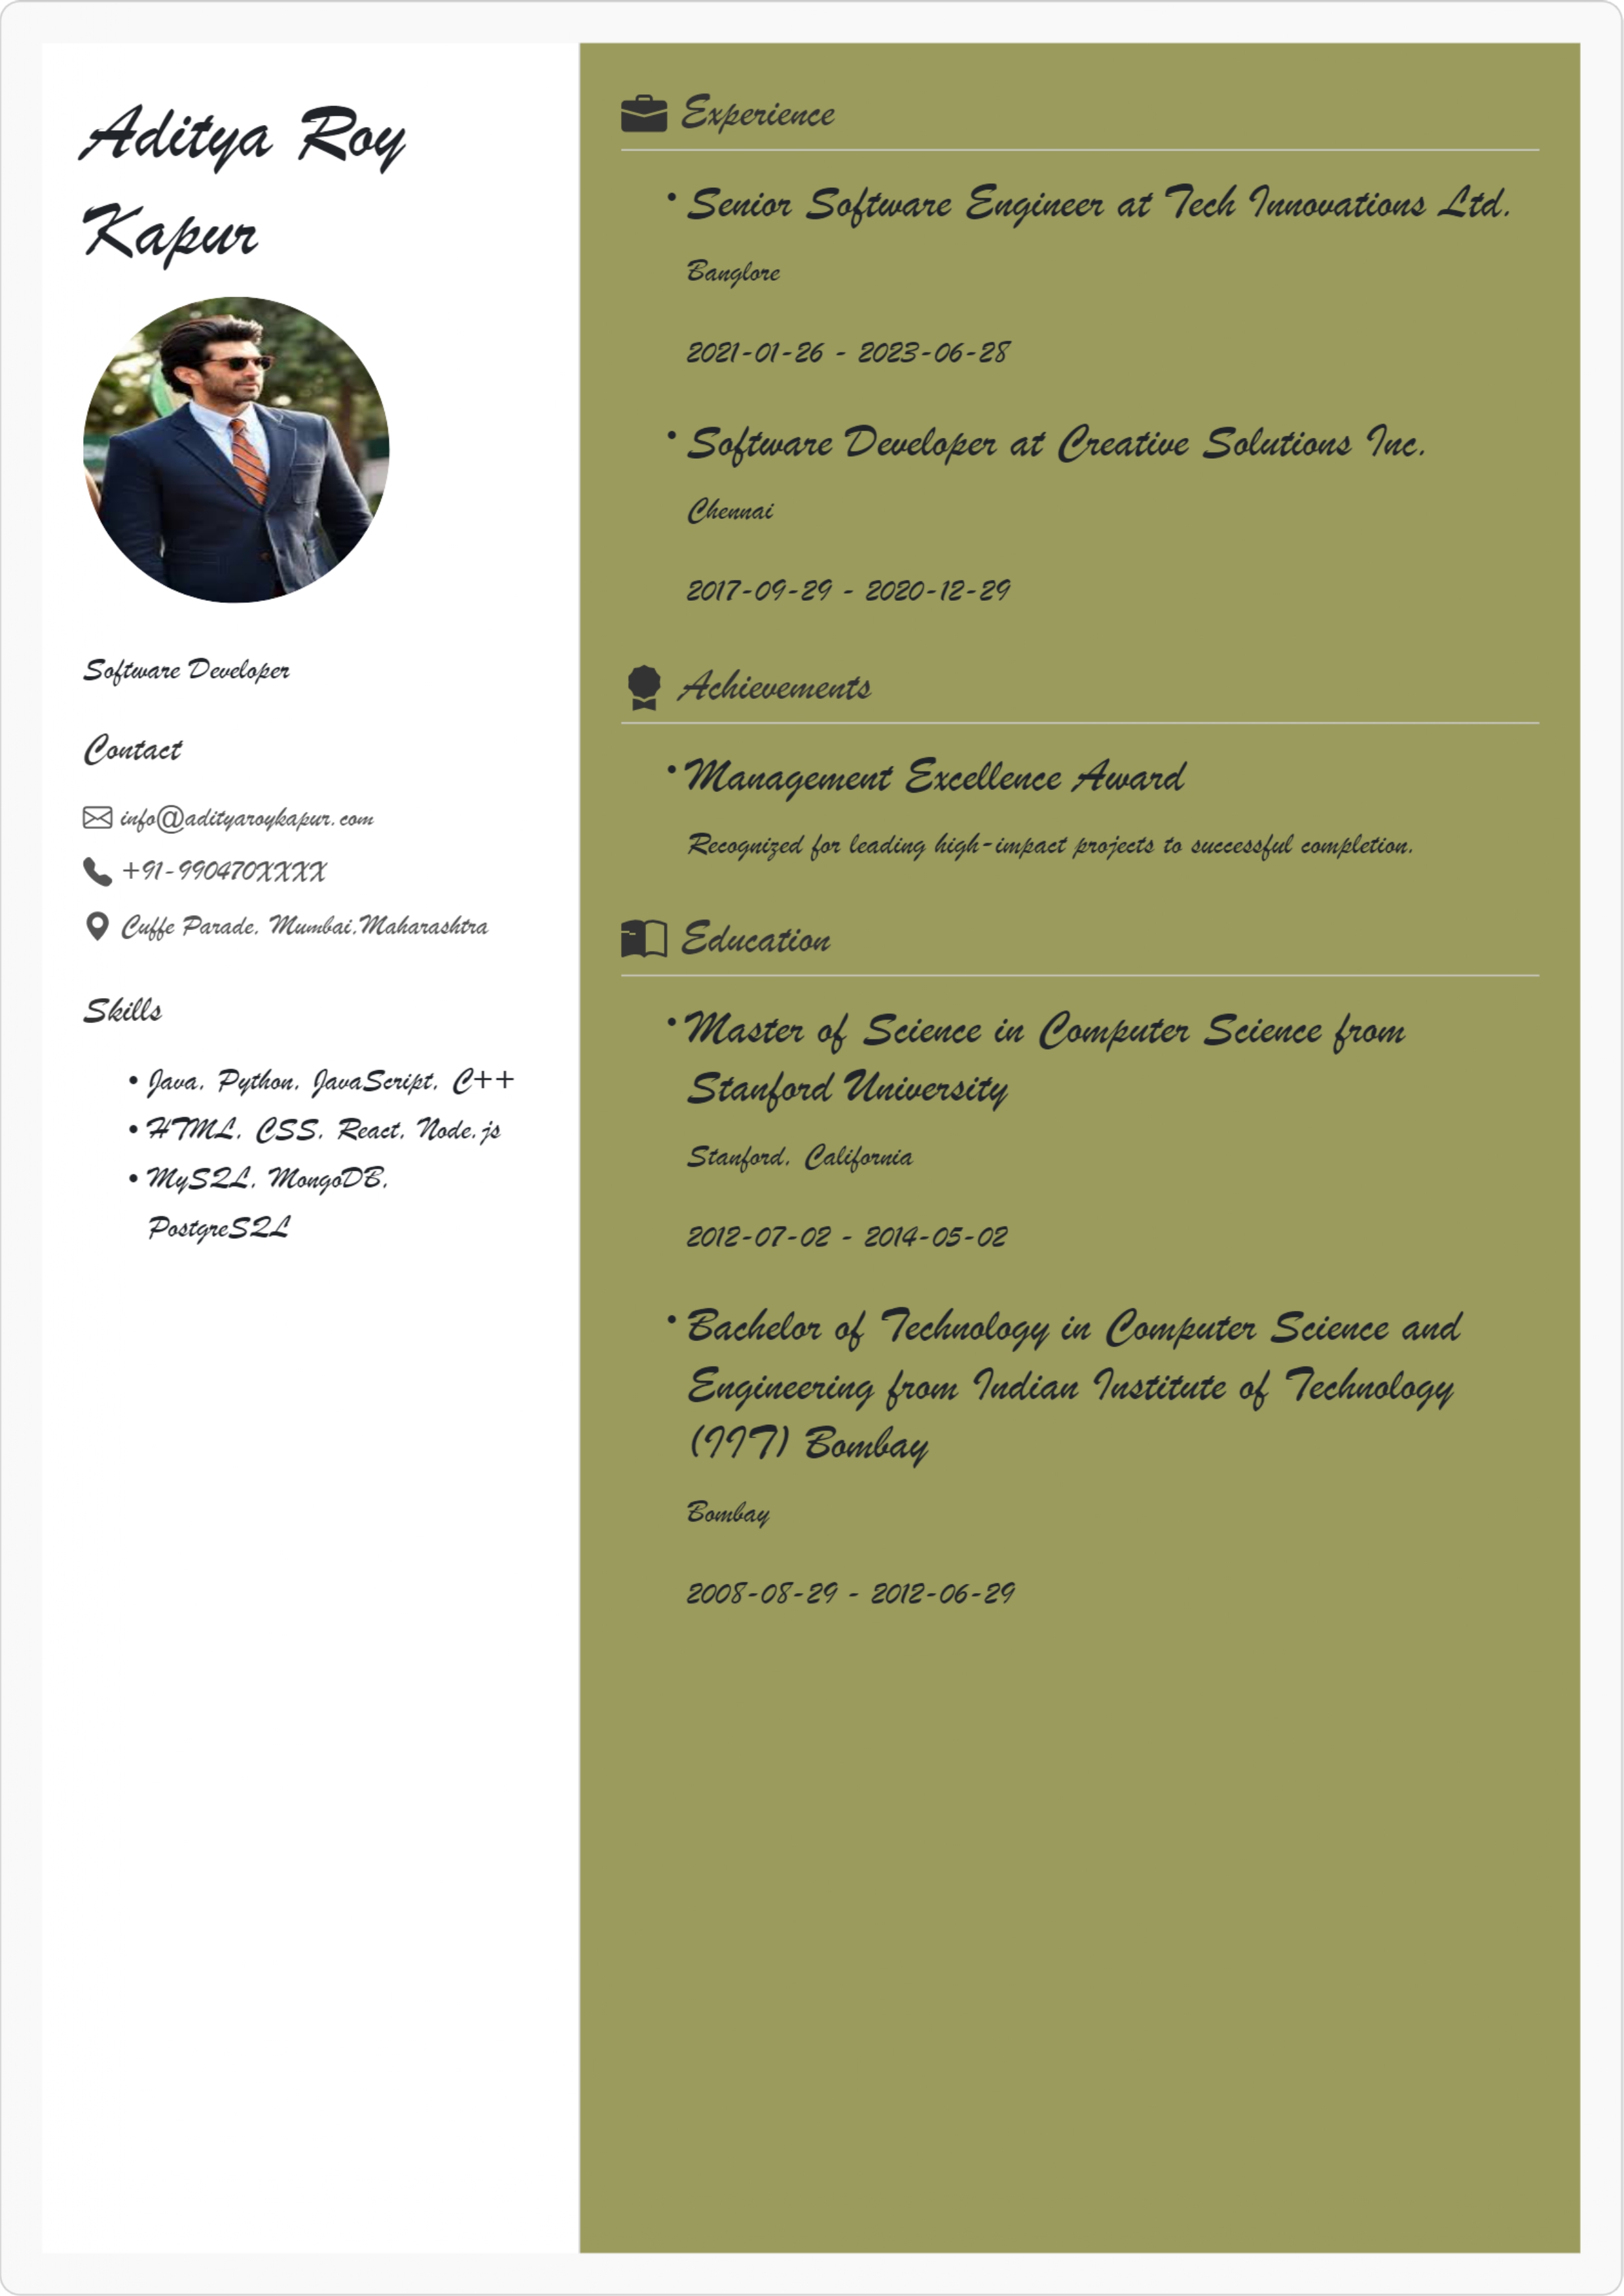 Aditya Roy
Kapur
Software Developer
Contact
info@adityaroykapur.com
+91-990470XXXX
Cuffe Parade, Mumbai,Maharashtra
Skills
• Java, Python, JavaScript, C++
• HTML, CSS, React, Node.js
• MySQL, MongoDB,
PostgreSQL
Experience
• Senior Software Engineer at Tech Innovations Ltd.
Banglore
2021-01-26 - 2023-06-28
• Software Developer at Creative Solutions Inc.
Chennai
2017-09-29 - 2020-12-29
Achievements
• Management Excellence Award
Recognized for leading high-impact projects to successful completion.
Education
• Master of Science in Computer Science from
Stanford University
Stanford, California
2012-07-02 - 2014-05-02
• Bachelor of Technology in Computer Science and
Engineering from Indian Institute of Technology
(IIT) Bombay
Bombay
2008-08-29 - 2012-06-29